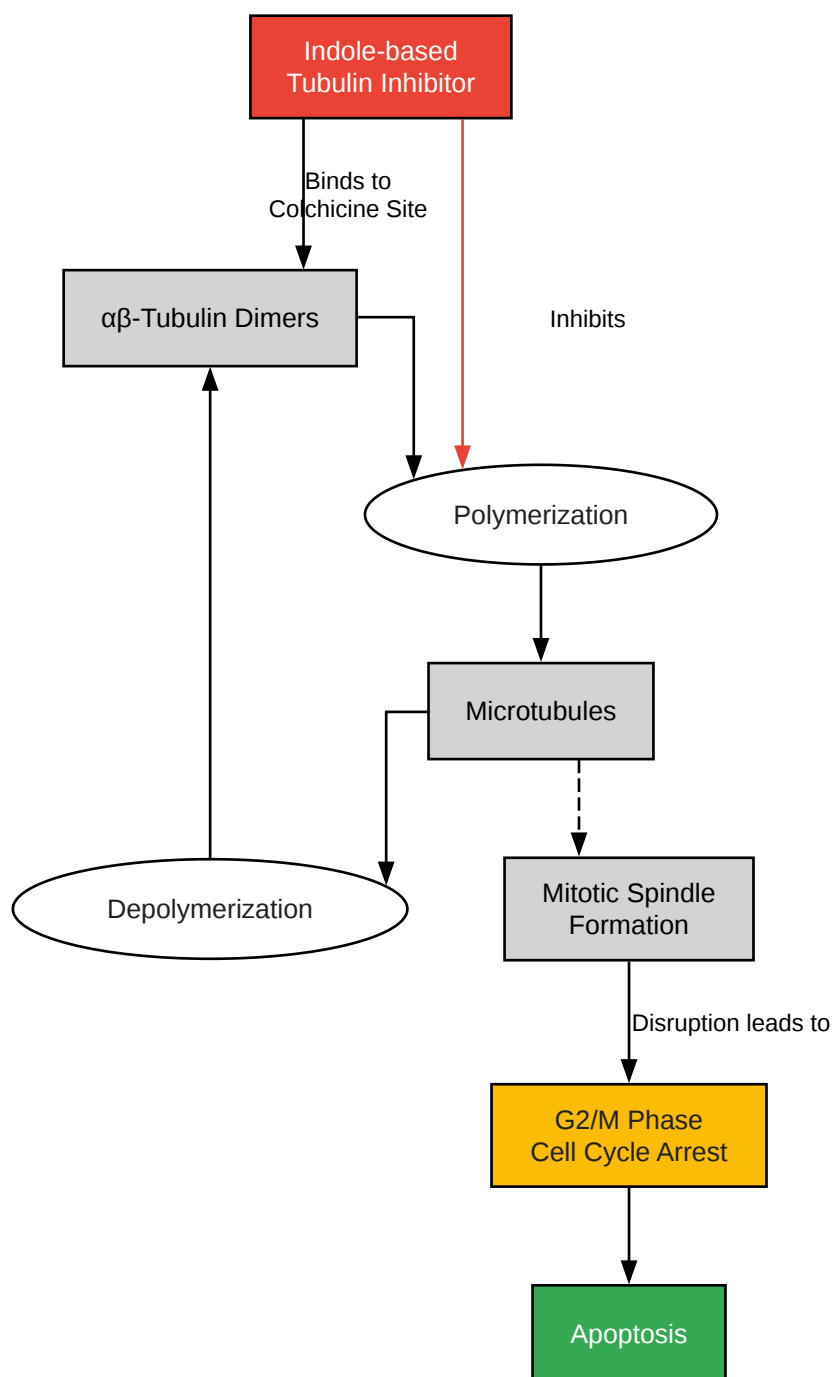 Indole-based
Tubulin Inhibitor
Binds to
Colchicine Site
αβ-Tubulin Dimers
Inhibits
Polymerization
Microtubules
Mitotic Spindle
Formation
Depolymerization
Disruption leads to
G2/M Phase
Cell Cycle Arrest
Apoptosis